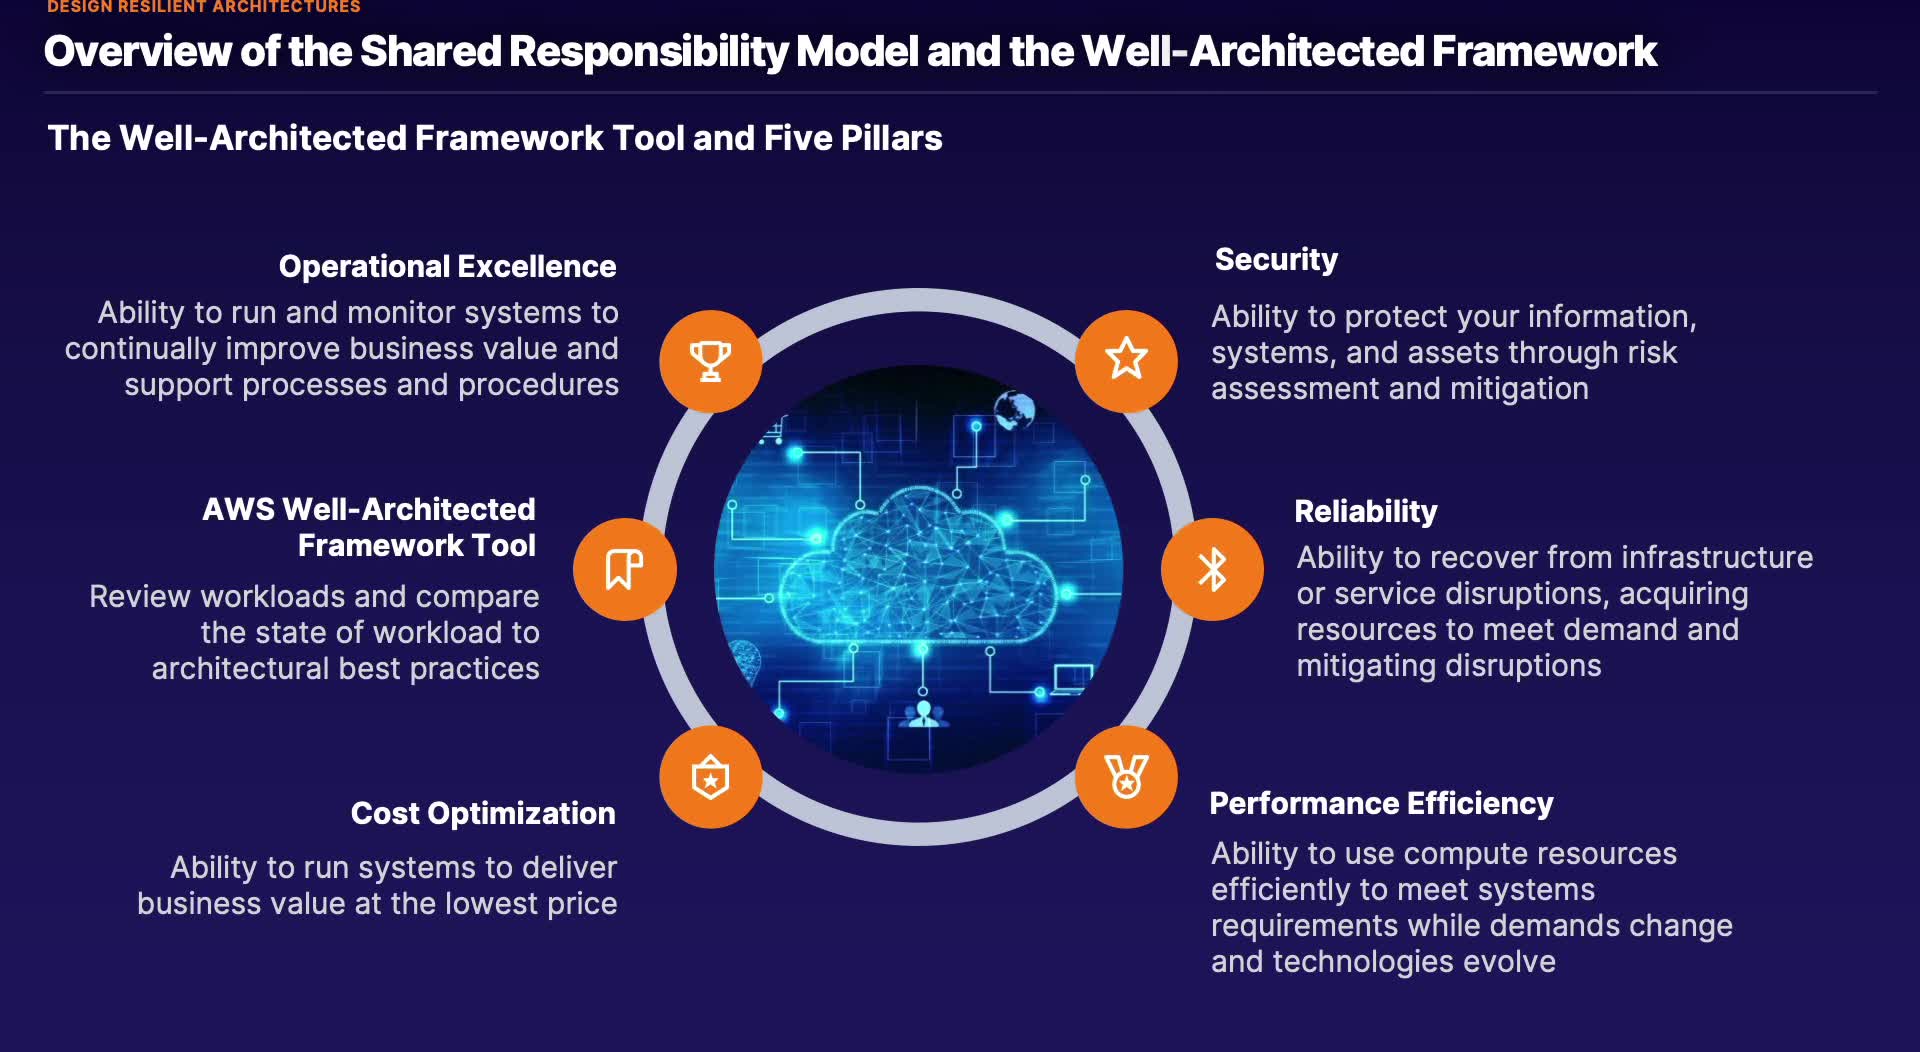 DESIGN RESILIENT ARCHITECTURES
Overview of the Shared Responsibility Model and the Well-Architected Framework
The Well-Architected Framework Tool and Five Pillars
Operational Excellence
Ability to run and monitor systems to
continually improve business value and
support processes and procedures
Security
Ability to protect your information,
systems, and assets through risk
assessment and mitigation
AWS Well-Architected
Framework Tool
Review workloads and compare
the state of workload to
architectural best practices
Reliability
Ability to recover from infrastructure
or service disruptions, acquiring
resources to meet demand and
mitigating disruptions
Cost Optimization
Ability to run systems to deliver
business value at the lowest price
Performance Efficiency
Ability to use compute resources
efficiently to meet systems
requirements while demands change
and technologies evolve